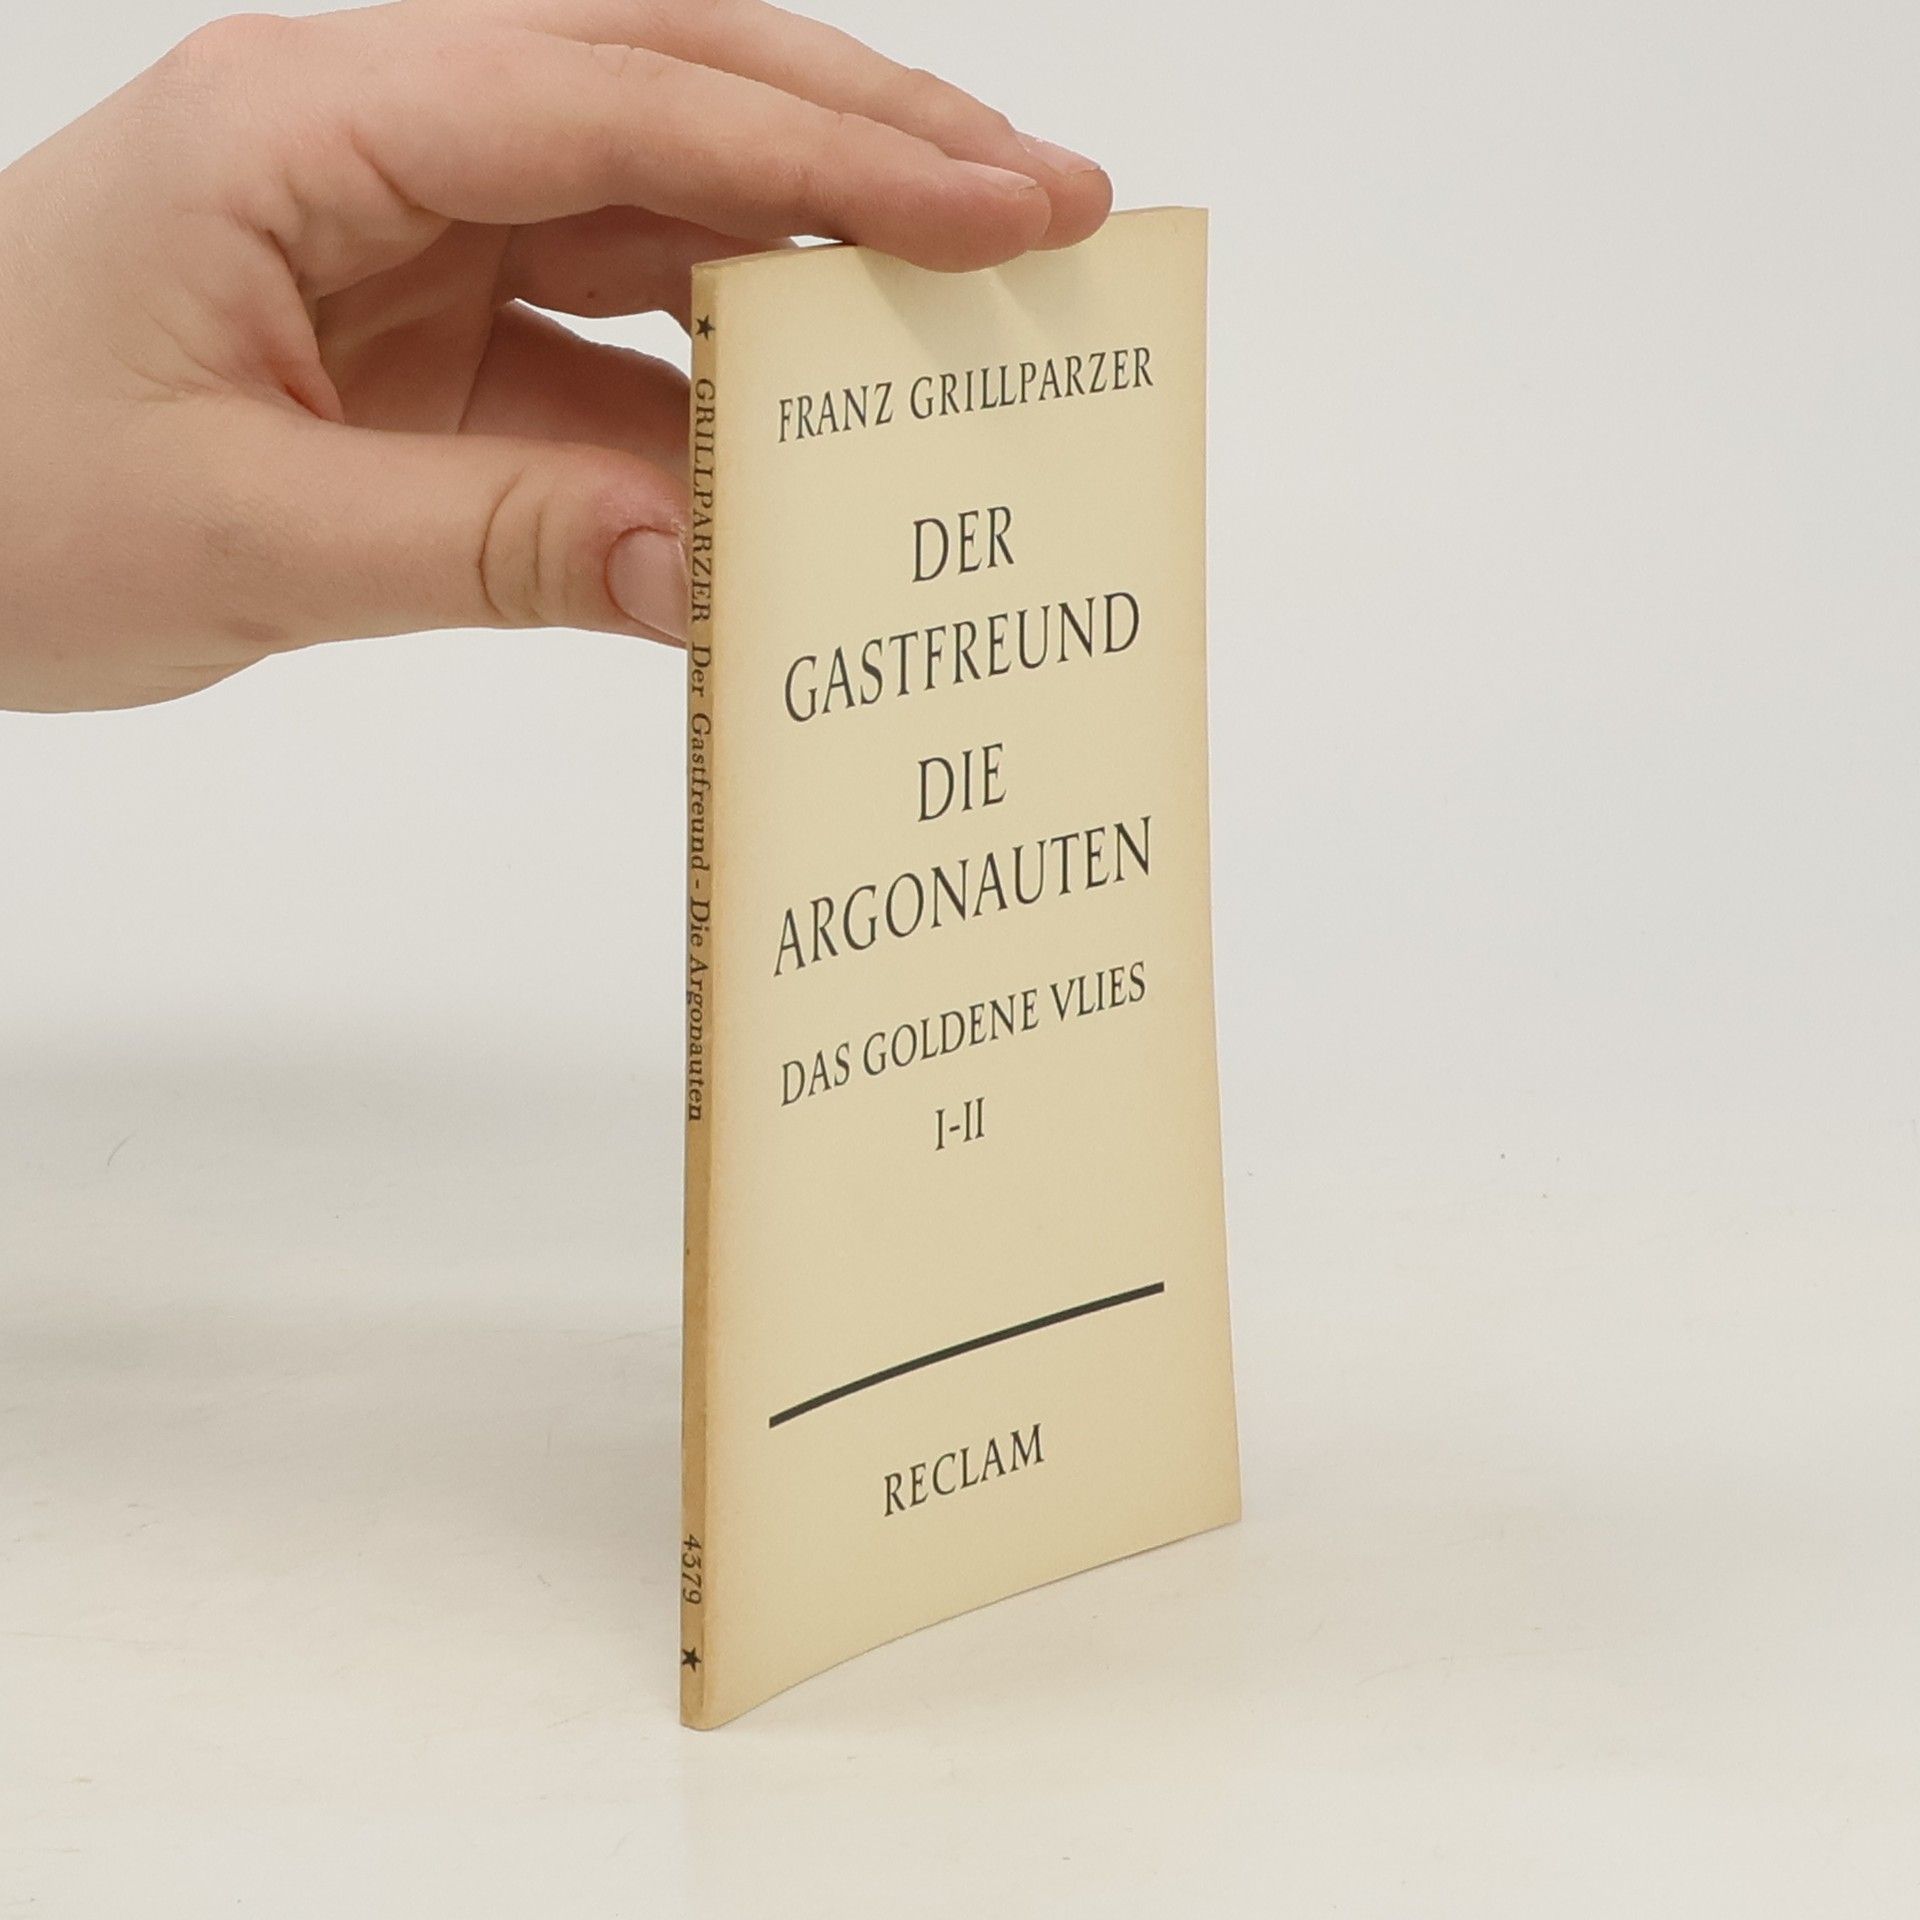 FRANZ GRILLPARZER
DER
GASTFREUND
DIE
ARGONAUTEN
DAS GOLDENE VLIES
I-II
RECLAM
★ GRILLPARZER Der Gastfreund - Die Argonauten 4379 ★